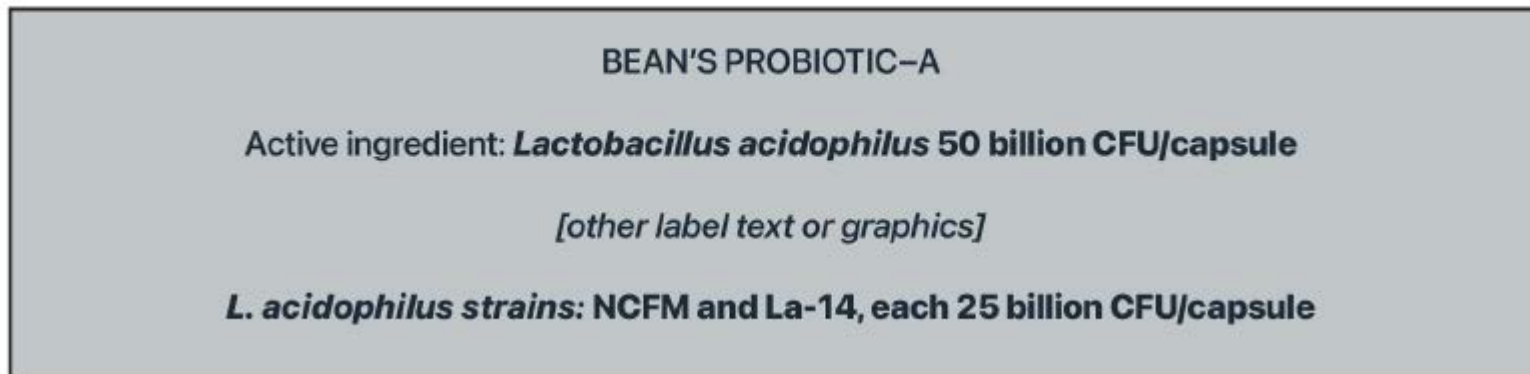 BEAN'S PROBIOTIC–A
Active ingredient: Lactobacillus acidophilus 50 billion CFU/capsule
[other label text or graphics]
L. acidophilus strains: NCFM and La-14, each 25 billion CFU/capsule